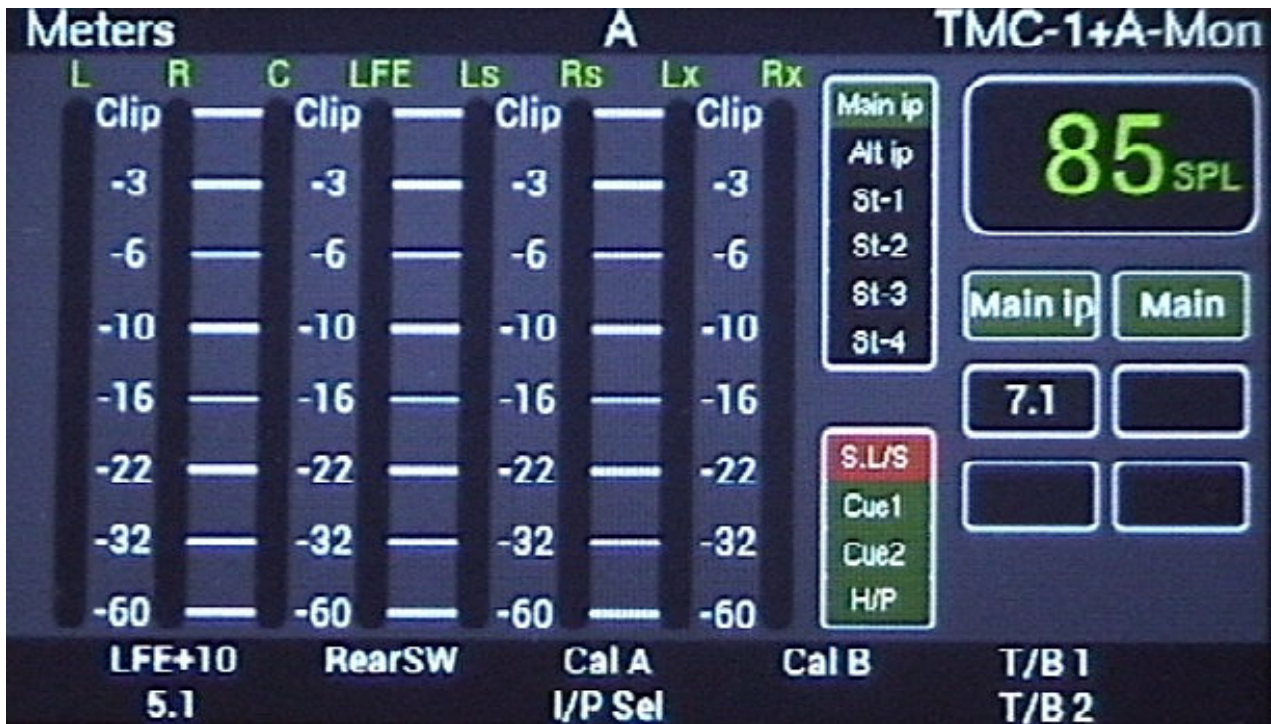 Meters A TMC-1+A-Mon
L R C LFE Ls Rs Lx Rx
Clip Clip Clip Clip
-3 -3 -3 -3
-6 -6 -6 -6
-10 -10 -10 -10
-16 -16 -16 -16
-22 -22 -22 -22
-32 -32 -32 -32
-60 -60 -60 -60
Main ip
Alt ip
St-1
St-2
St-3
St-4
S.L/S
Cue1
Cue2
H/P
85 SPL
Main ip Main
7.1
LFE+10 RearSW Cal A Cal B T/B 1
5.1 I/P Sel T/B 2